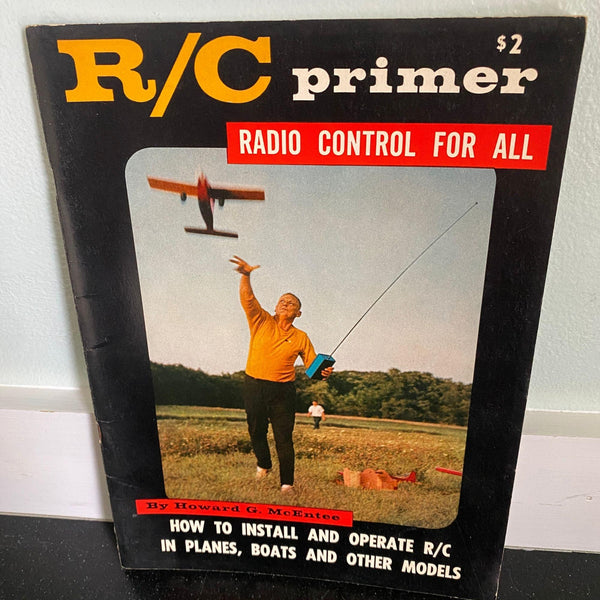 R/C primer
$2
RADIO CONTROL FOR ALL
By Howard G. McEntee
HOW TO INSTALL AND OPERATE R/C
IN PLANES, BOATS AND OTHER MODELS